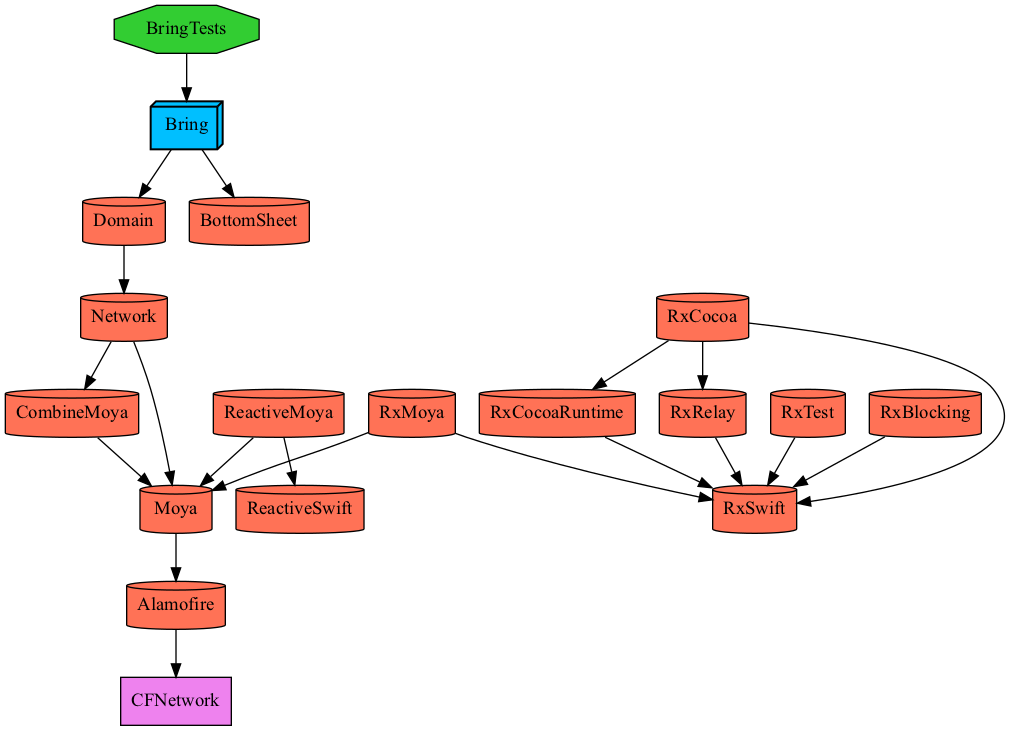 BringTests
Bring
Domain
BottomSheet
Network
RxCocoa
CombineMoya
ReactiveMoya
RxMoya
RxCocoaRuntime
RxRelay
RxTest
RxBlocking
Moya
ReactiveSwift
RxSwift
Alamofire
CFNetwork